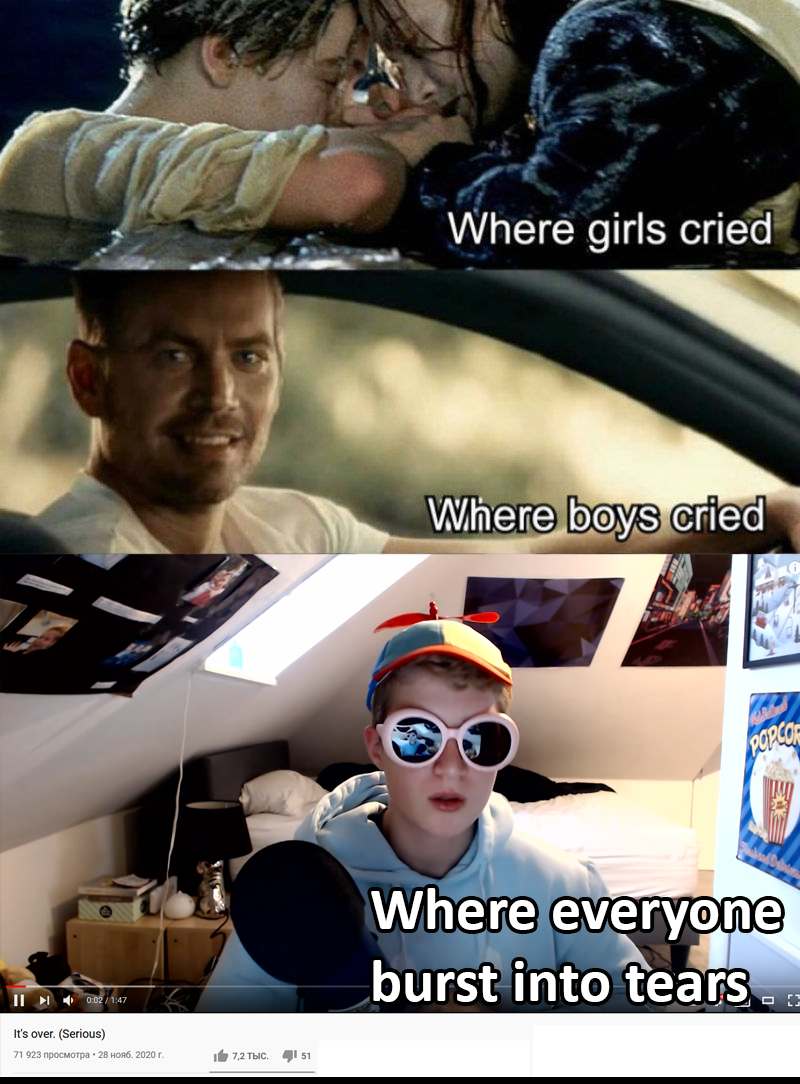 Where girls cried
Where boys cried
POPCOR
Where everyone
burst into tears
0:02 / 1:47
It's over. (Serious)
71 923 просмотра • 28 нояб. 2020 г.
7,2 ТЫС.
51